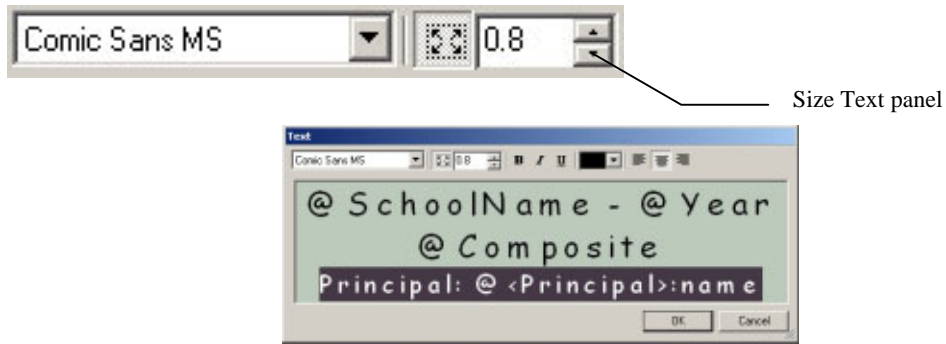 Comic Sans MS 0.8
Size Text panel
Text
Comic Sans MS 0.8 B I U
@ SchoolName - @ Year
@ Composite
Principal: @ <Principal>:name
OK Cancel